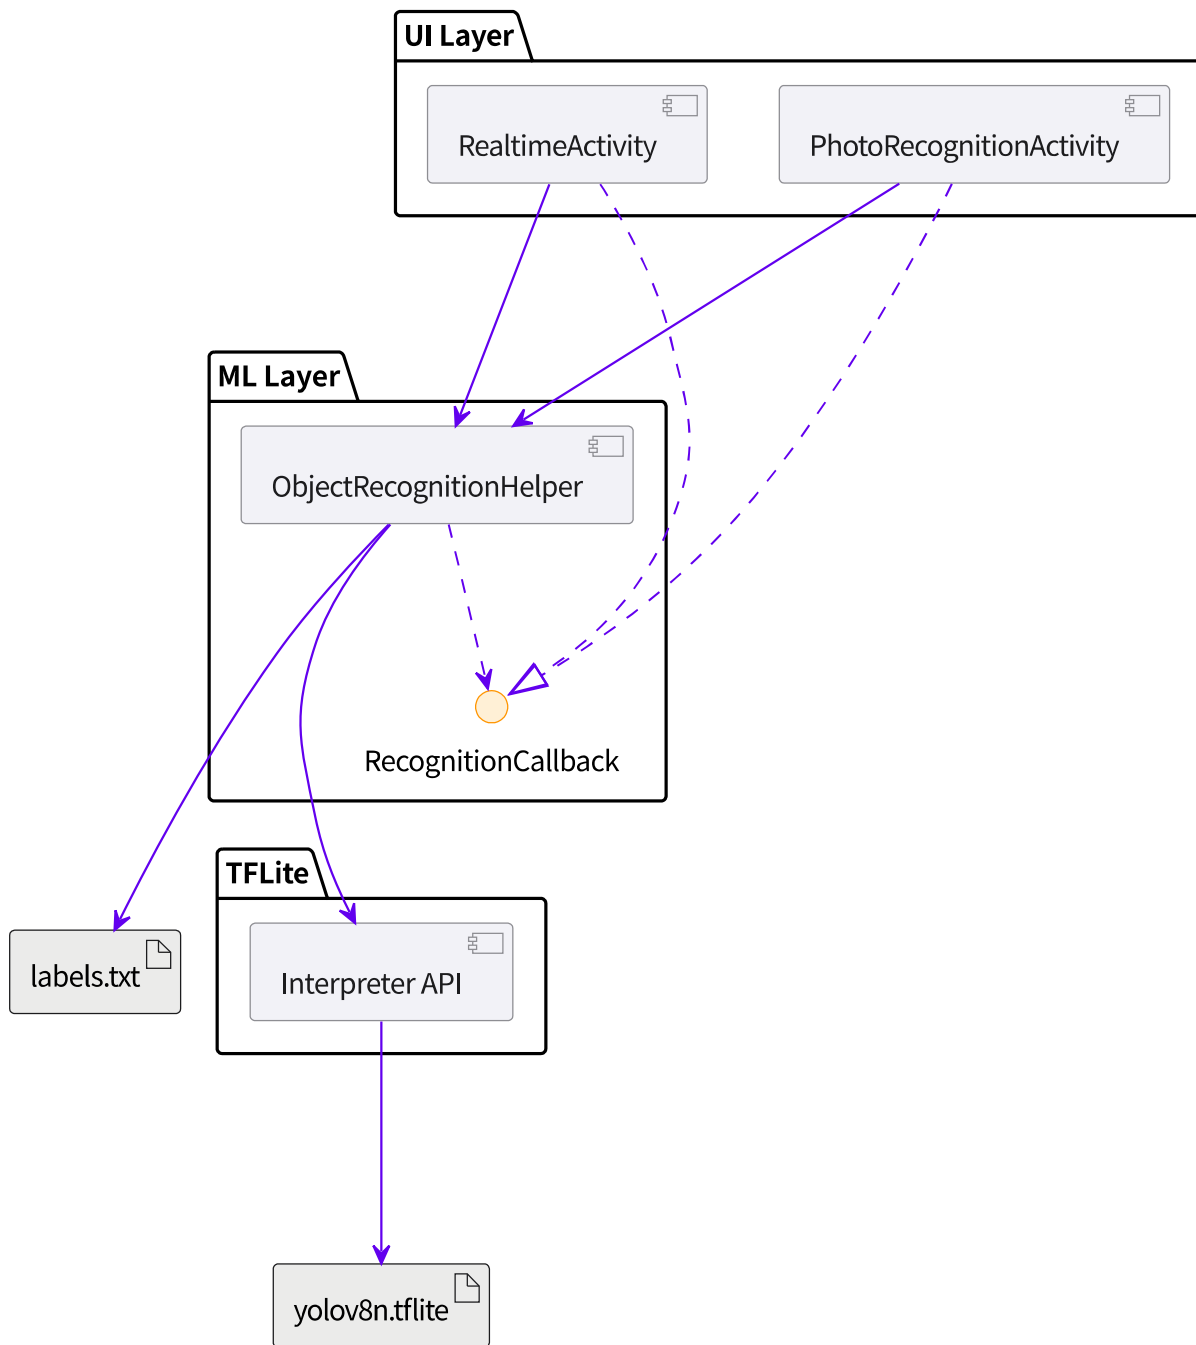 UI Layer
RealtimeActivity
PhotoRecognitionActivity
ML Layer
ObjectRecognitionHelper
RecognitionCallback
TFLite
labels.txt
Interpreter API
yolov8n.tflite